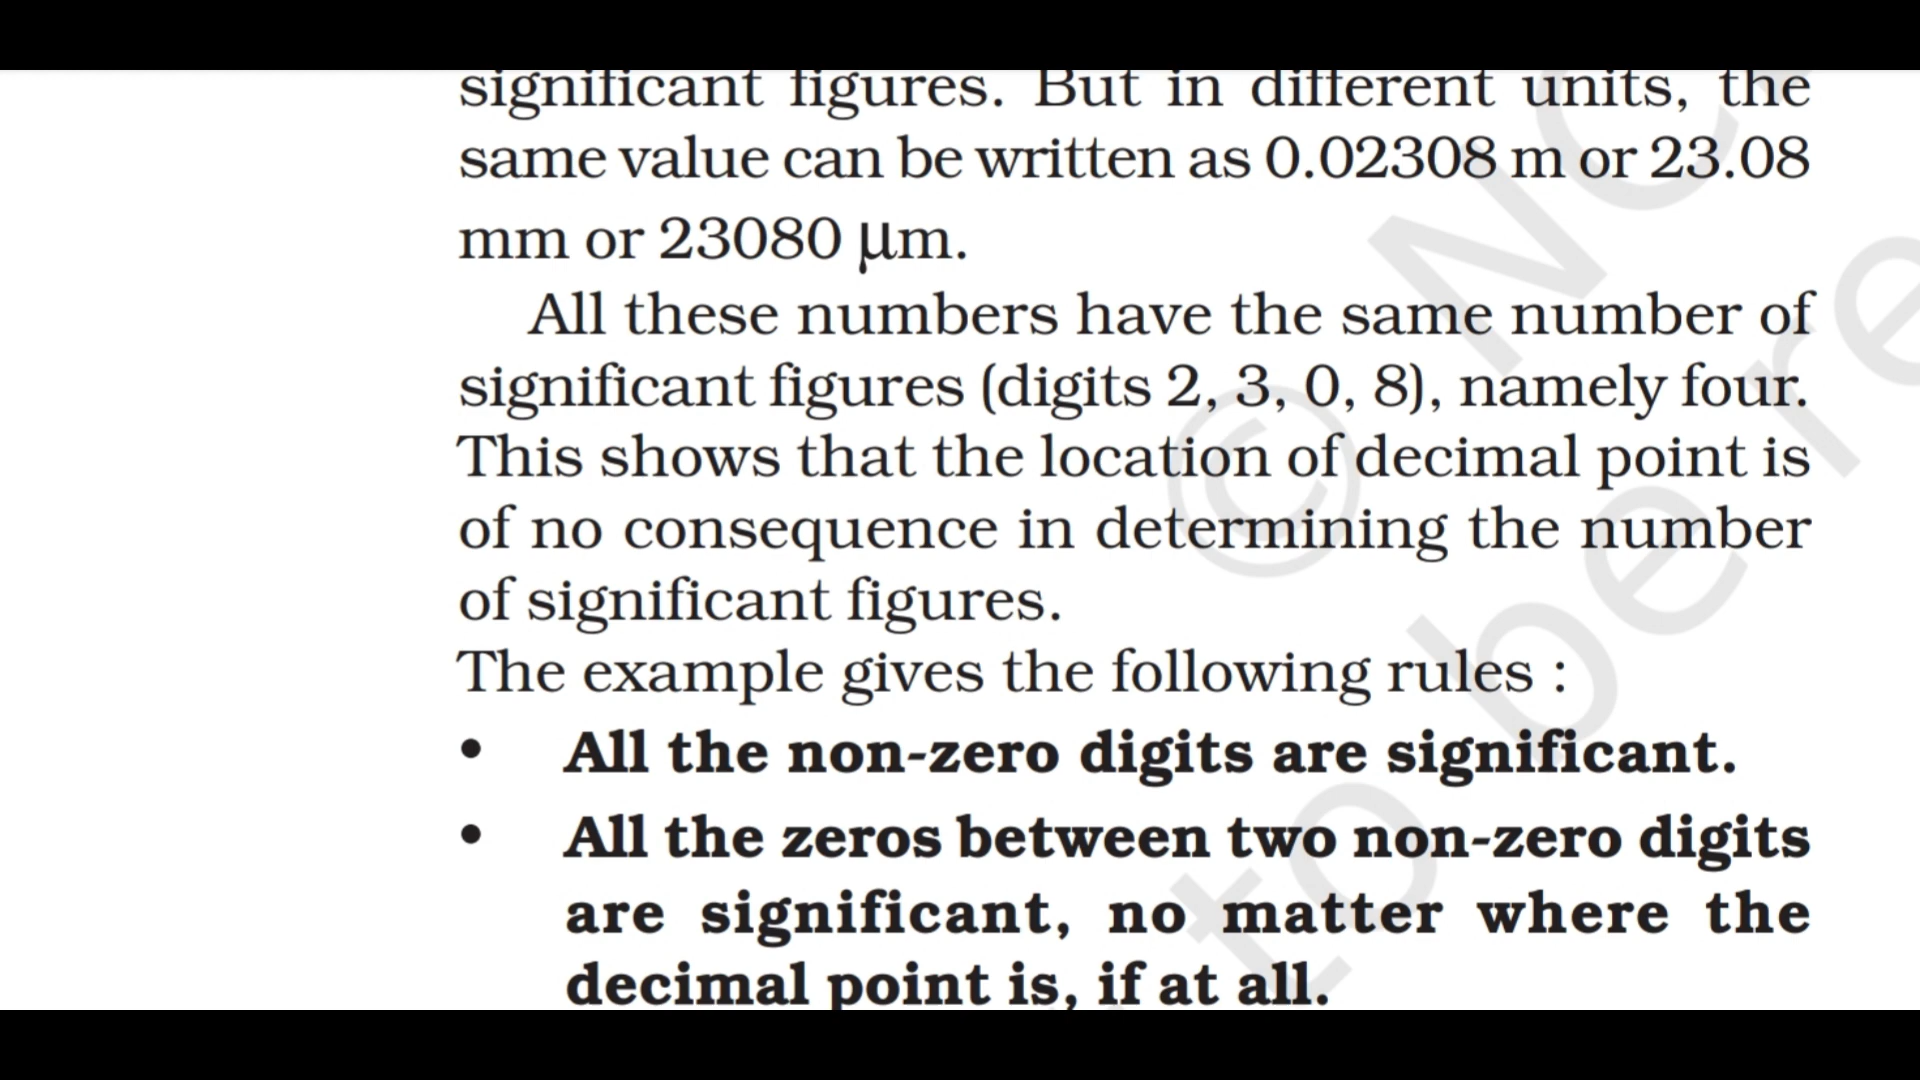 significant figures. But in different units, the
same value can be written as 0.02308 m or 23.08
mm or 23080 μm.
All these numbers have the same number of
significant figures (digits 2, 3, 0, 8), namely four.
This shows that the location of decimal point is
of no consequence in determining the number
of significant figures.
The example gives the following rules :
• All the non-zero digits are significant.
• All the zeros between two non-zero digits
are significant, no matter where the
decimal point is, if at all.
© NC
to be re